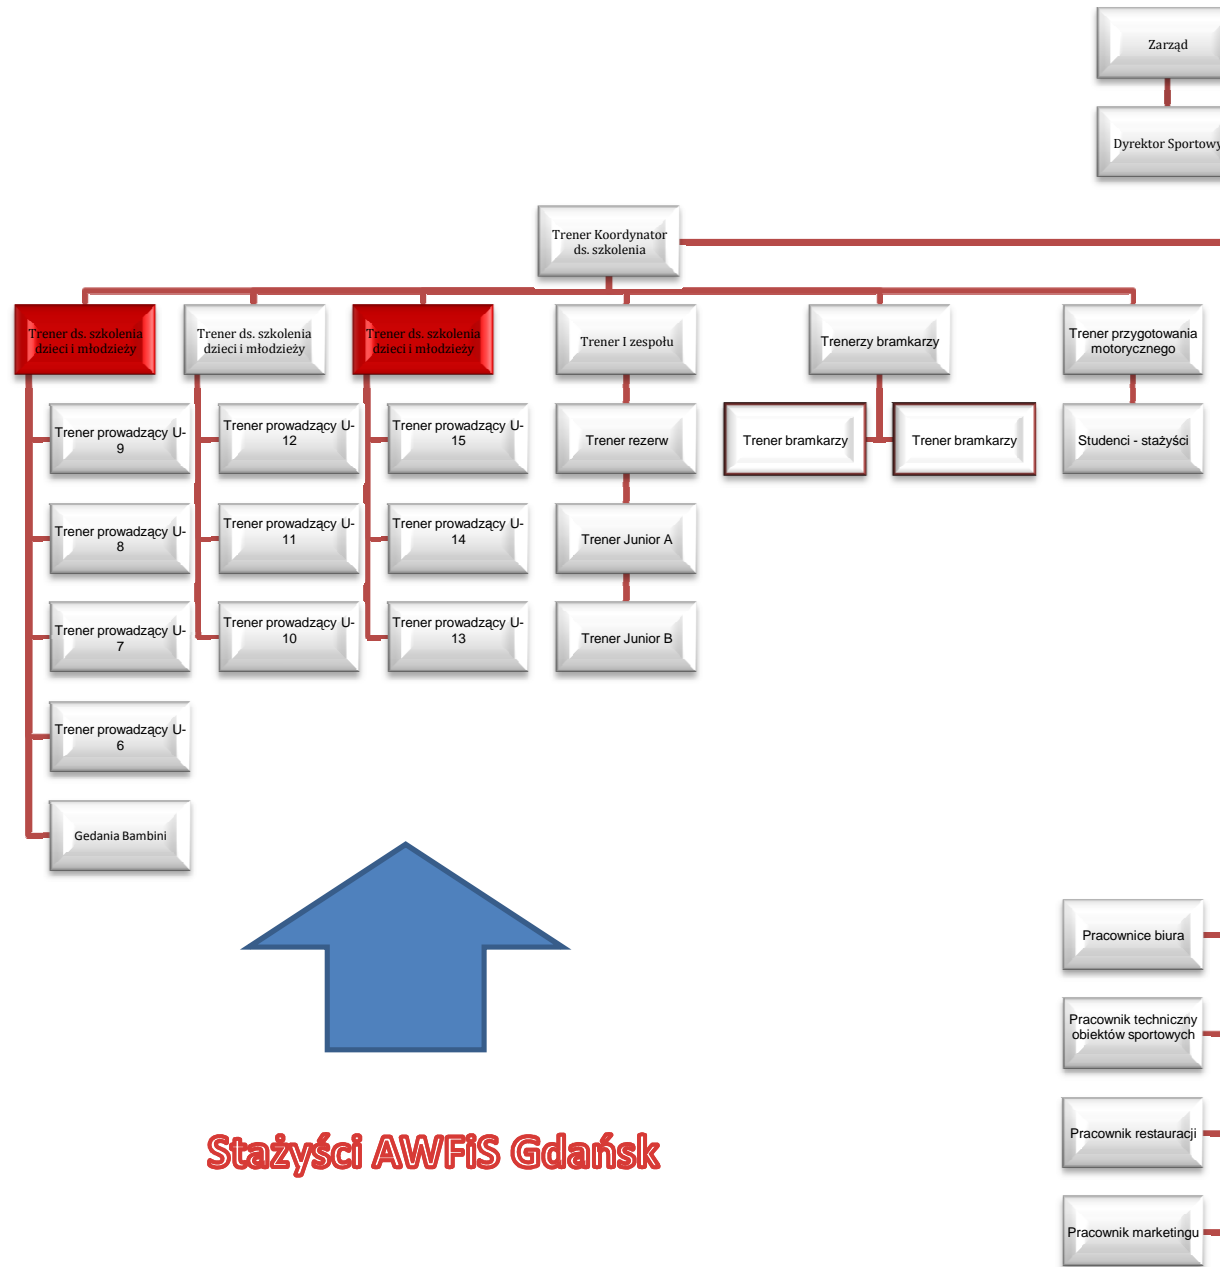 Zarząd
Dyrektor Sportowy
Trener Koordynator
ds. szkolenia
Trener ds. szkolenia
dzieci i młodzieży
Trener ds. szkolenia
dzieci i młodzieży
Trener ds. szkolenia
dzieci i młodzieży
Trener I zespołu
Trenerzy bramkarzy
Trener przygotowania
motorycznego
Trener prowadzący U-
9
Trener prowadzący U-
12
Trener prowadzący U-
15
Trener rezerw
Trener bramkarzy
Trener bramkarzy
Studenci - stażyści
Trener prowadzący U-
8
Trener prowadzący U-
11
Trener prowadzący U-
14
Trener Junior A
Trener prowadzący U-
7
Trener prowadzący U-
10
Trener prowadzący U-
13
Trener Junior B
Trener prowadzący U-
6
Gedania Bambini
Pracownice biura
Pracownik techniczny
obiektów sportowych
Pracownik restauracji
Pracownik marketingu
Stażyści AWFiS Gdańsk